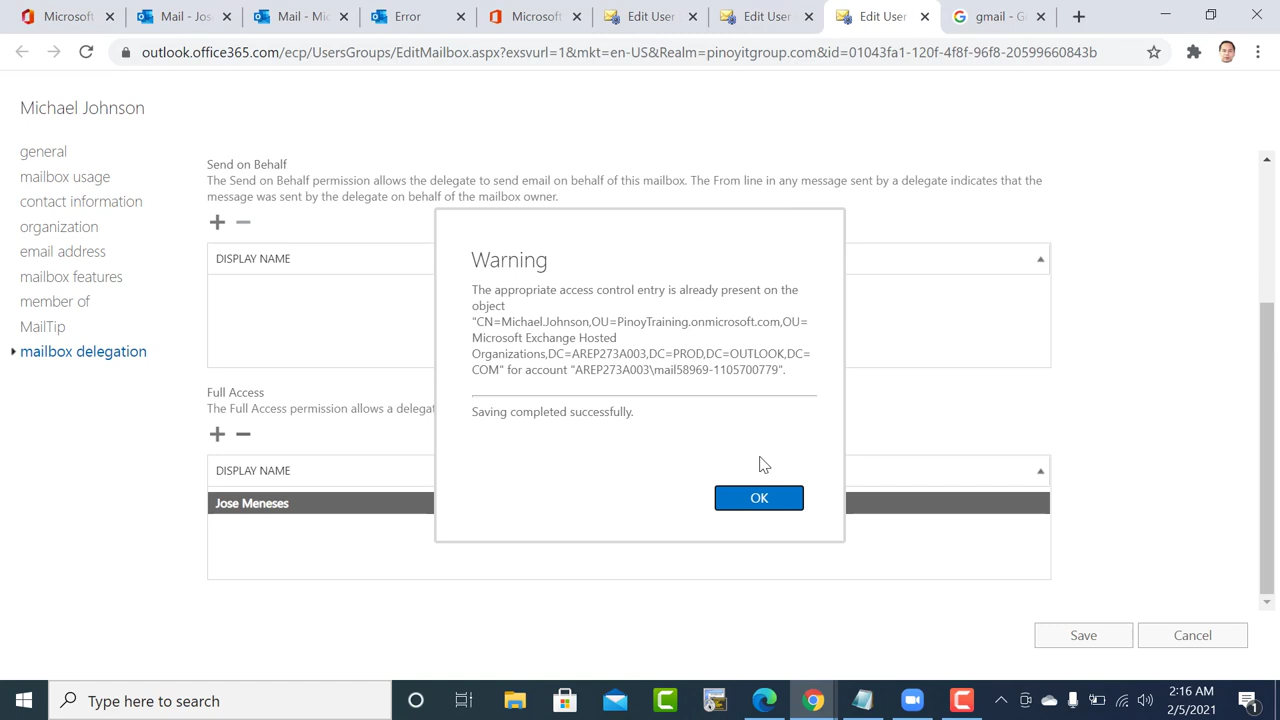 Microsoft
Mail - Jos
Mail - Mic
Error
Microsoft
Edit User
Edit User
Edit User
gmail - G
outlook.office365.com/ecp/UsersGroups/EditMailbox.aspx?exsvurl=1&mkt=en-US&Realm=pinoyitgroup.com&id=01043fa1-120f-4f8f-96f8-20599660843b
Michael Johnson
general
mailbox usage
contact information
organization
email address
mailbox features
member of
MailTip
mailbox delegation
Send on Behalf
The Send on Behalf permission allows the delegate to send email on behalf of this mailbox. The From line in any message sent by a delegate indicates that the
message was sent by the delegate on behalf of the mailbox owner.
DISPLAY NAME
Full Access
The Full Access permission allows a delegat
DISPLAY NAME
Jose Meneses
Warning
The appropriate access control entry is already present on the
object
"CN=Michael.Johnson,OU=PinoyTraining.onmicrosoft.com,OU=
Microsoft Exchange Hosted
Organizations,DC=AREP273A003,DC=PROD,DC=OUTLOOK,DC=
COM" for account "AREP273A003\mail58969-1105700779".
Saving completed successfully.
OK
Save
Cancel
Type here to search
2:16 AM
2/5/2021
1